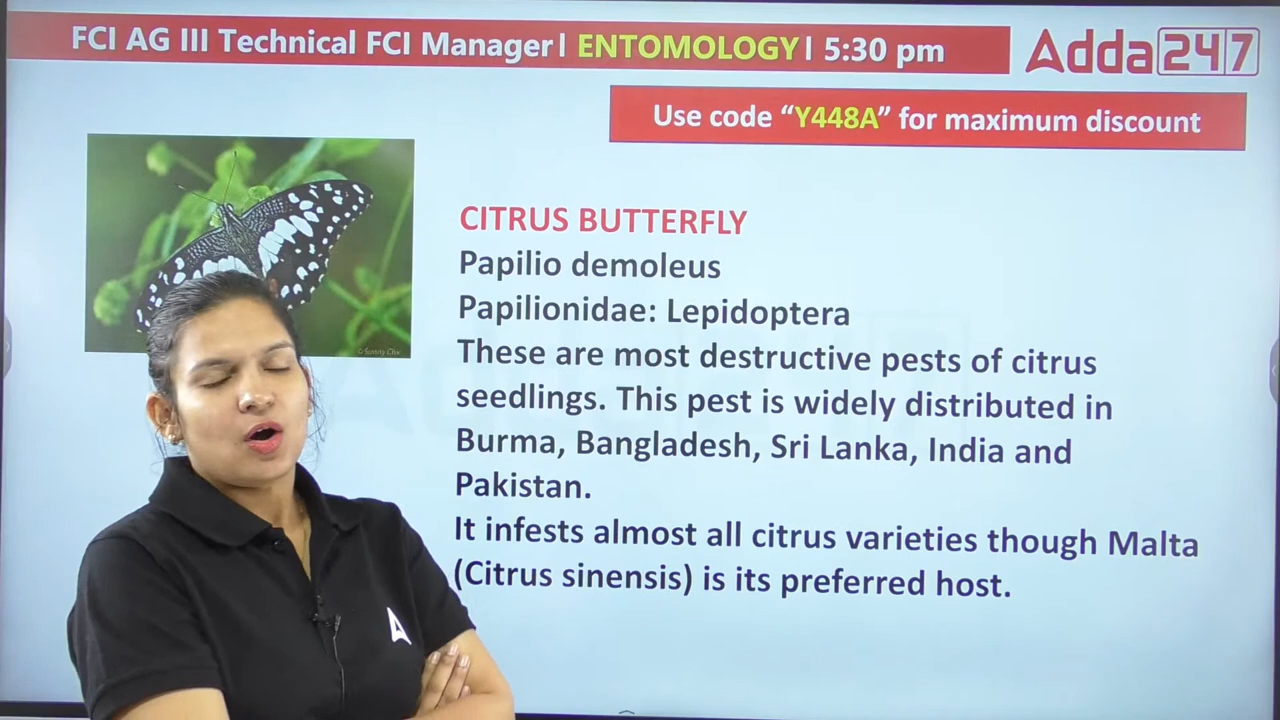 FCI AG III Technical FCI Manager| ENTOMOLOGY| 5:30 pm
Adda247
Use code “Y448A” for maximum discount
CITRUS BUTTERFLY
Papilio demoleus
Papilionidae: Lepidoptera
These are most destructive pests of citrus
seedlings. This pest is widely distributed in
Burma, Bangladesh, Sri Lanka, India and
Pakistan.
It infests almost all citrus varieties though Malta
(Citrus sinensis) is its preferred host.